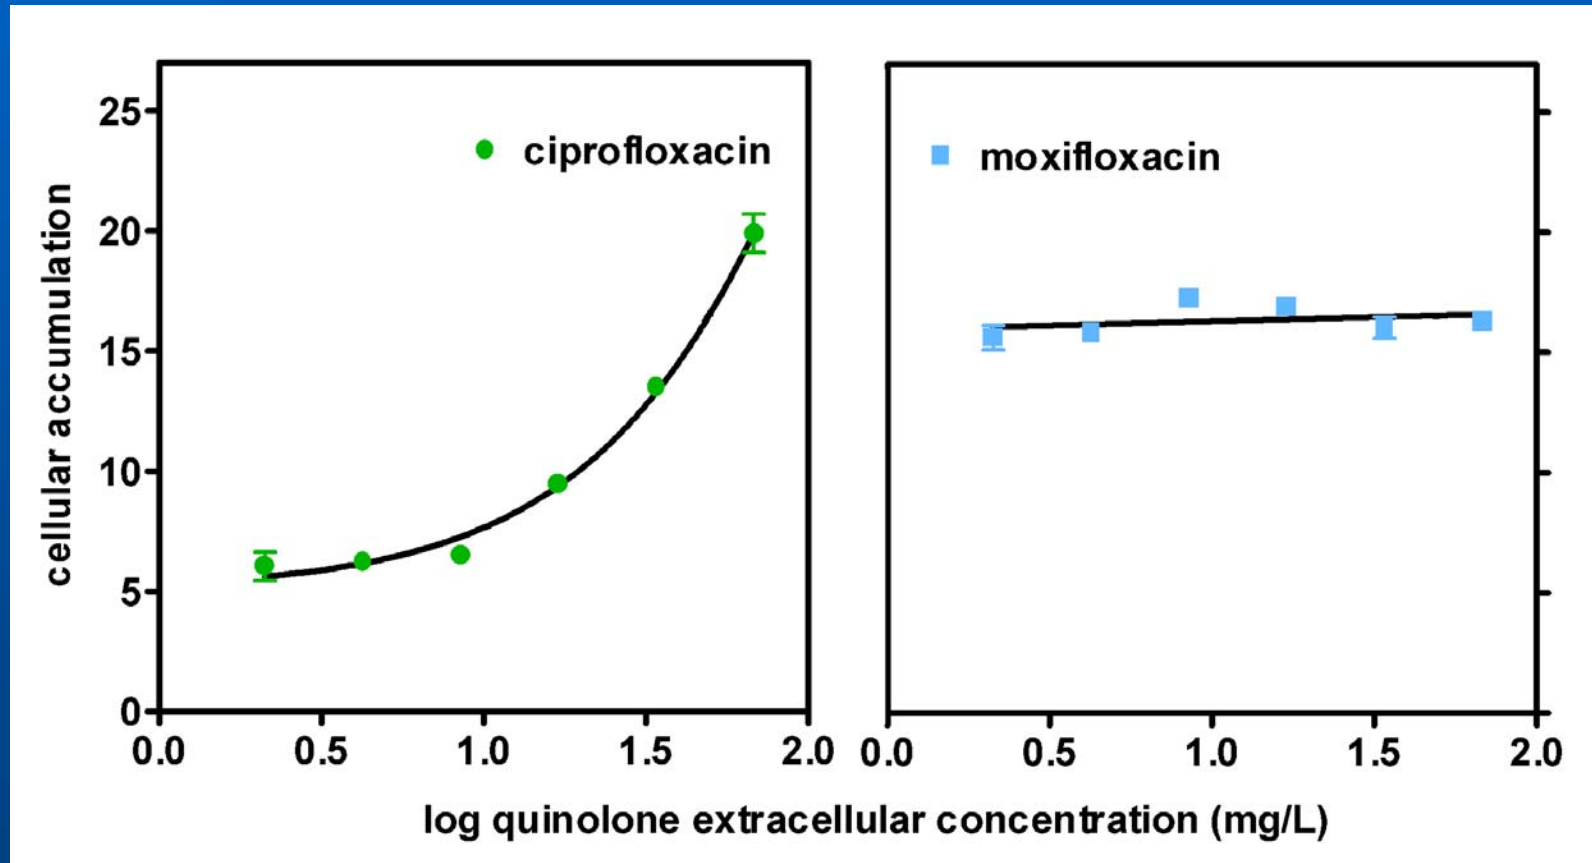 25
20
15
10
5
0
cellular accumulation
ciprofloxacin
0.0 0.5 1.0 1.5 2.0
moxifloxacin
0.0 0.5 1.0 1.5 2.0
log quinolone extracellular concentration (mg/L)